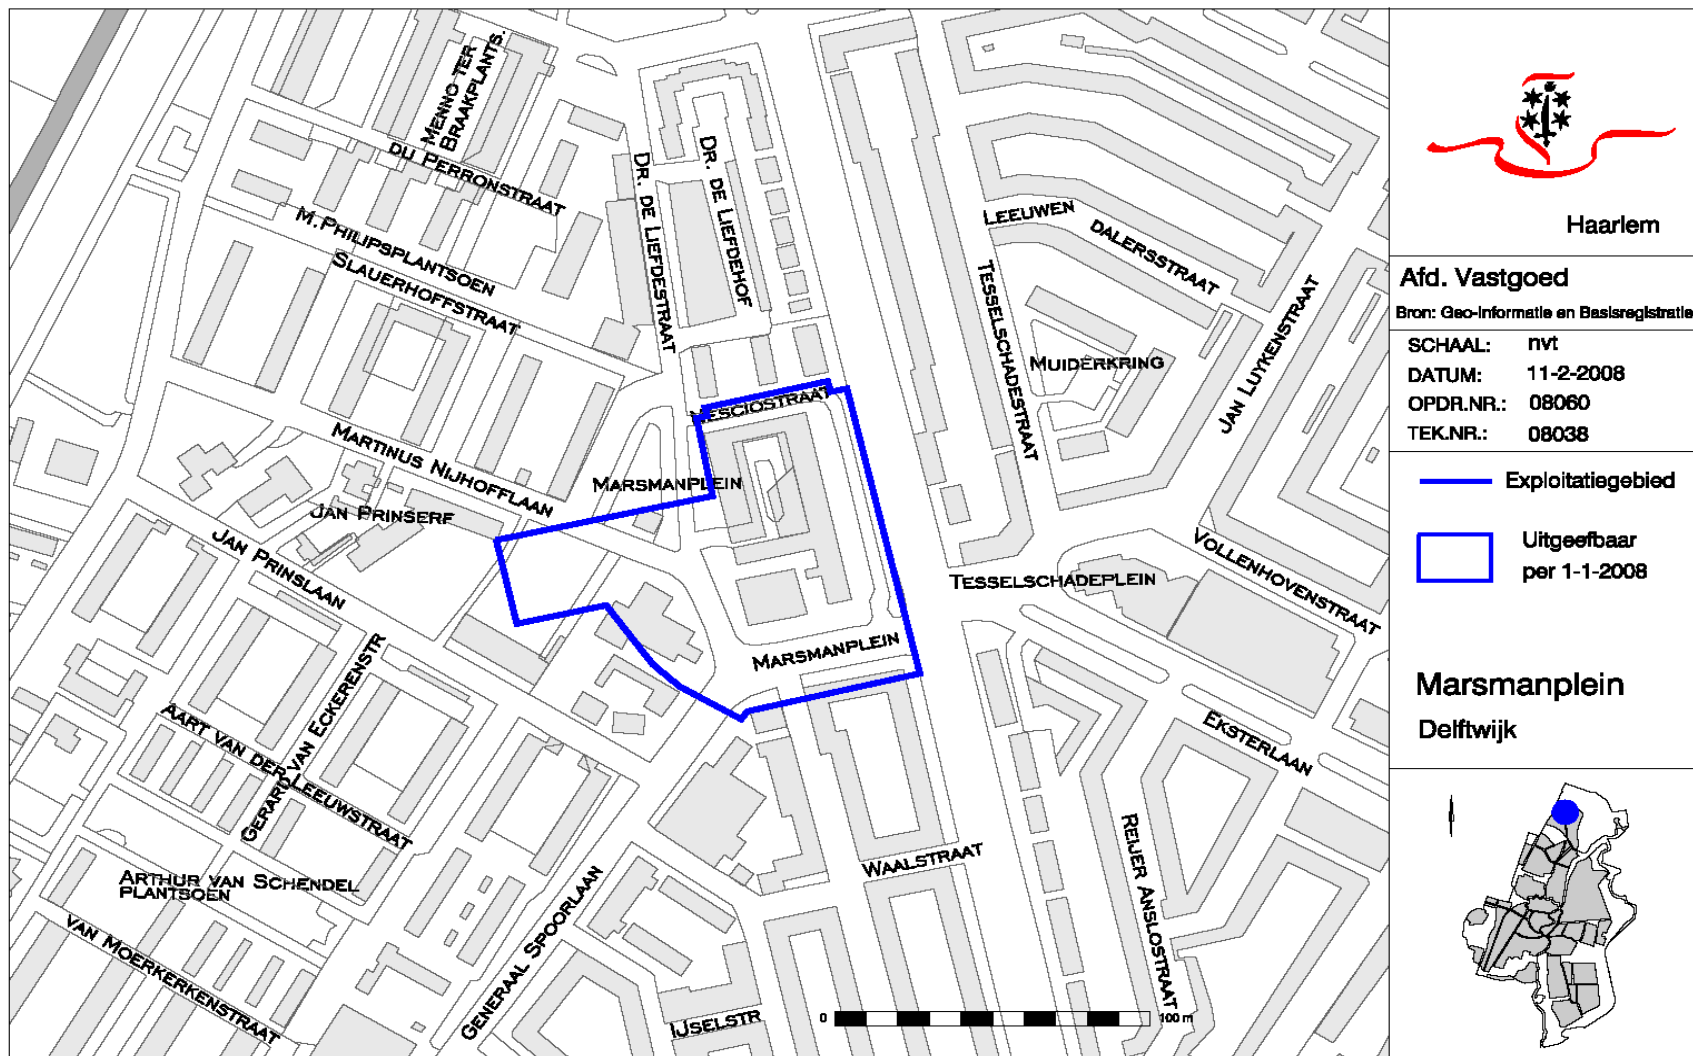 MENNO TER
BRAAKPLANTS.
DU PERRONSTRAAT
M. PHILIPSPLANTSOEN
SLAUERHOFFSTRAAT
DR. DE LIEFDESTRAAT
DR. DE LIEFDEHOF
LEEUWEN
DALERSSTRAAT
TESSELSCHADESTRAAT
MUIDERKRING
JAN LUYKENSTRAAT
NESCIOSTRAAT
MARTINUS NIJHOFFLAAN
MARSMANPLEIN
JAN PRINSERF
JAN PRINSLAAN
VOLLENHOVENSTRAAT
TESSELSCHADEPLEIN
MARSMANPLEIN
GERARD VAN ECKERENSTR
AART VAN DER LEEUWSTRAAT
EKSTERLAAN
WAALSTRAAT
REIJER ANSLOSTRAAT
ARTHUR VAN SCHENDEL
PLANTSOEN
GENERAAL SPOORLAAN
VAN MOERKERKENSTRAAT
IJSELSTR
0 100 m
Haarlem
Afd. Vastgoed
Bron: Geo-informatie en Basisregistratie
SCHAAL: nvt
DATUM: 11-2-2008
OPDR.NR.: 08060
TEK.NR.: 08038
Exploitatiegebied
Uitgeefbaar
per 1-1-2008
Marsmanplein
Delftwijk